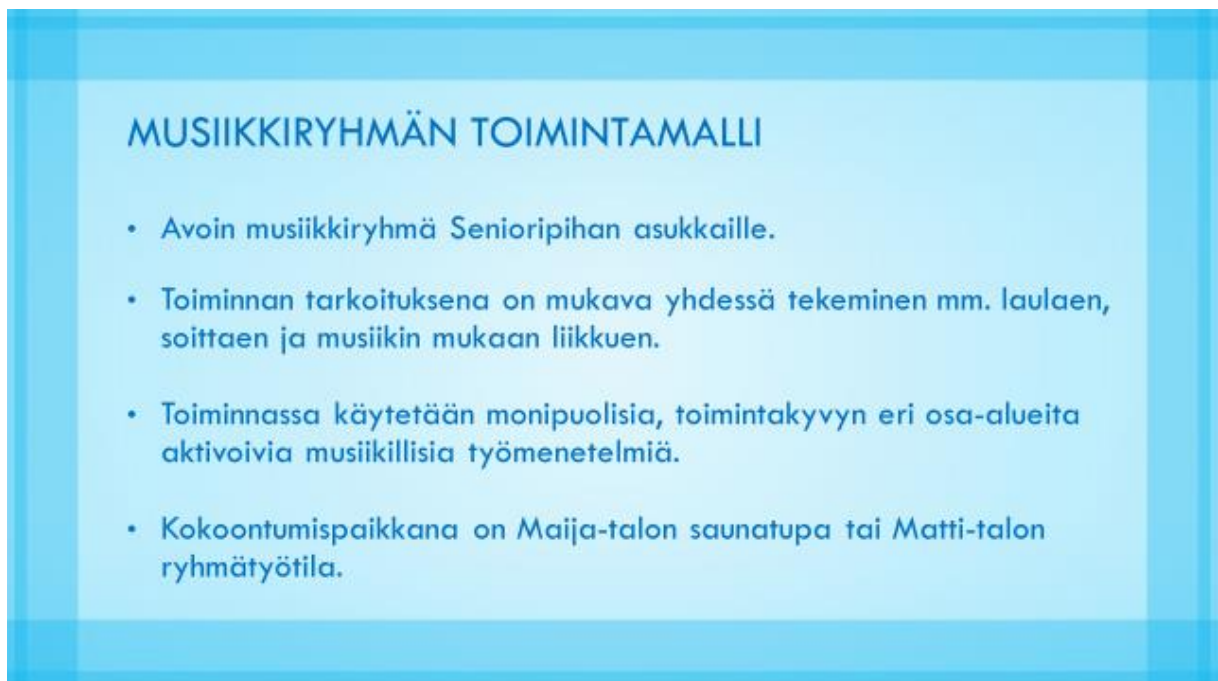 MUSIIKKIRYHMÄN TOIMINTAMALLI
• Avoin musiikkiryhmä Senioripihan asukkaille.
• Toiminnan tarkoituksena on mukava yhdessä tekeminen mm. laulaen,
soittaen ja musiikin mukaan liikkuen.
• Toiminnassa käytetään monipuolisia, toimintakyvyn eri osa-alueita
aktivoivia musiikillisia työmenetelmiä.
• Kokoontumispaikkana on Maija-talon saunatupa tai Matti-talon
ryhmätyötila.